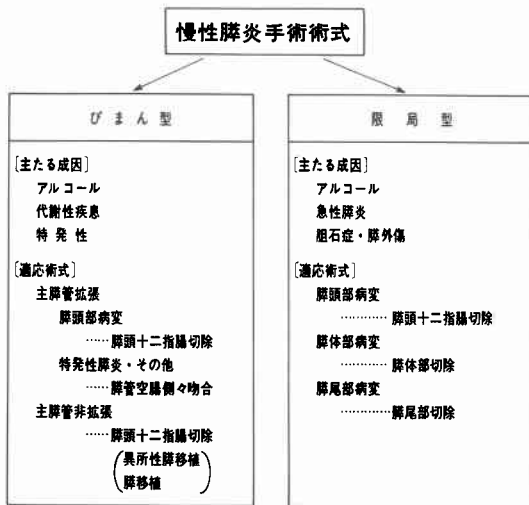 慢性膵炎手術術式
びまん型
[主たる成因]
アルコール
代謝性疾患
特発性
[適応術式]
主膵管拡張
膵頭部病変
……膵頭十二指腸切除
特発性膵炎・その他
……膵管空腸側々吻合
主膵管非拡張
……膵頭十二指腸切除
(異所性膵移植
膵移植)
限局型
[主たる成因]
アルコール
急性膵炎
胆石症・膵外傷
[適応術式]
膵頭部病変
…………膵頭十二指腸切除
膵体部病変
…………膵体部切除
膵尾部病変
…………膵尾部切除